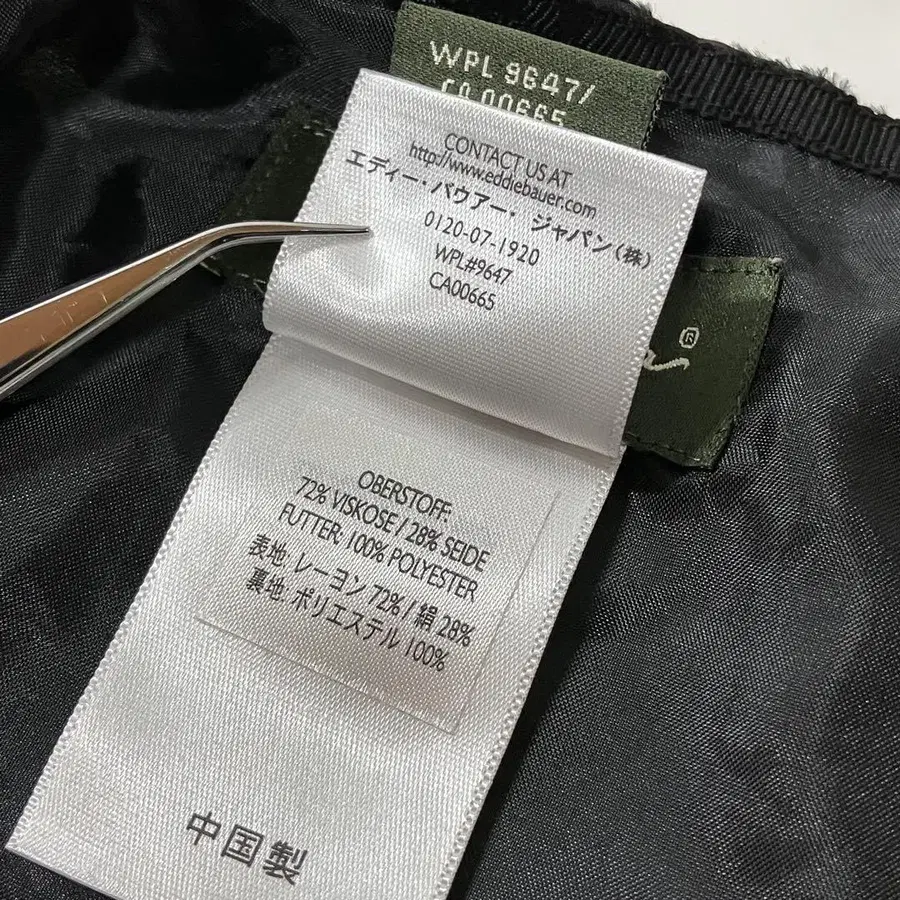 WPL 9647/
CA 00665
CONTACT US AT
http://www.eddiebauer.com
エディー・バウアー・ジャパン(株)
0120-07-1920
WPL#9647
CA00665
®
OBERSTOFF:
72% VISKOSE / 28% SEIDE
FUTTER: 100% POLYESTER
表地: レーヨン 72% / 絹 28%
裏地: ポリエステル 100%
中国製